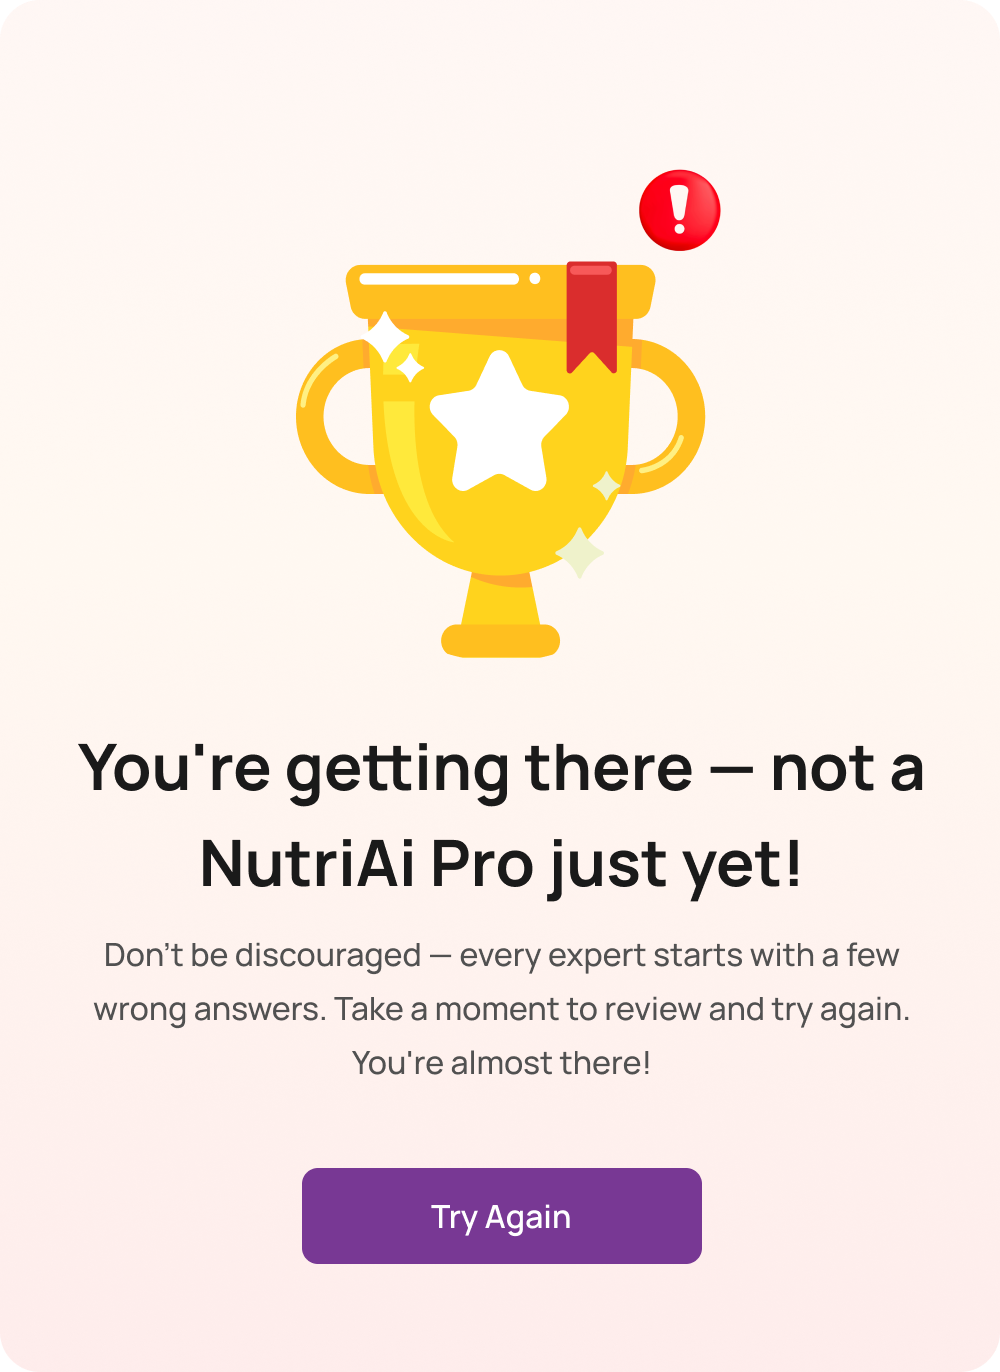 You're getting there — not a
NutriAi Pro just yet!
Don’t be discouraged — every expert starts with a few
wrong answers. Take a moment to review and try again.
You're almost there!
Try Again